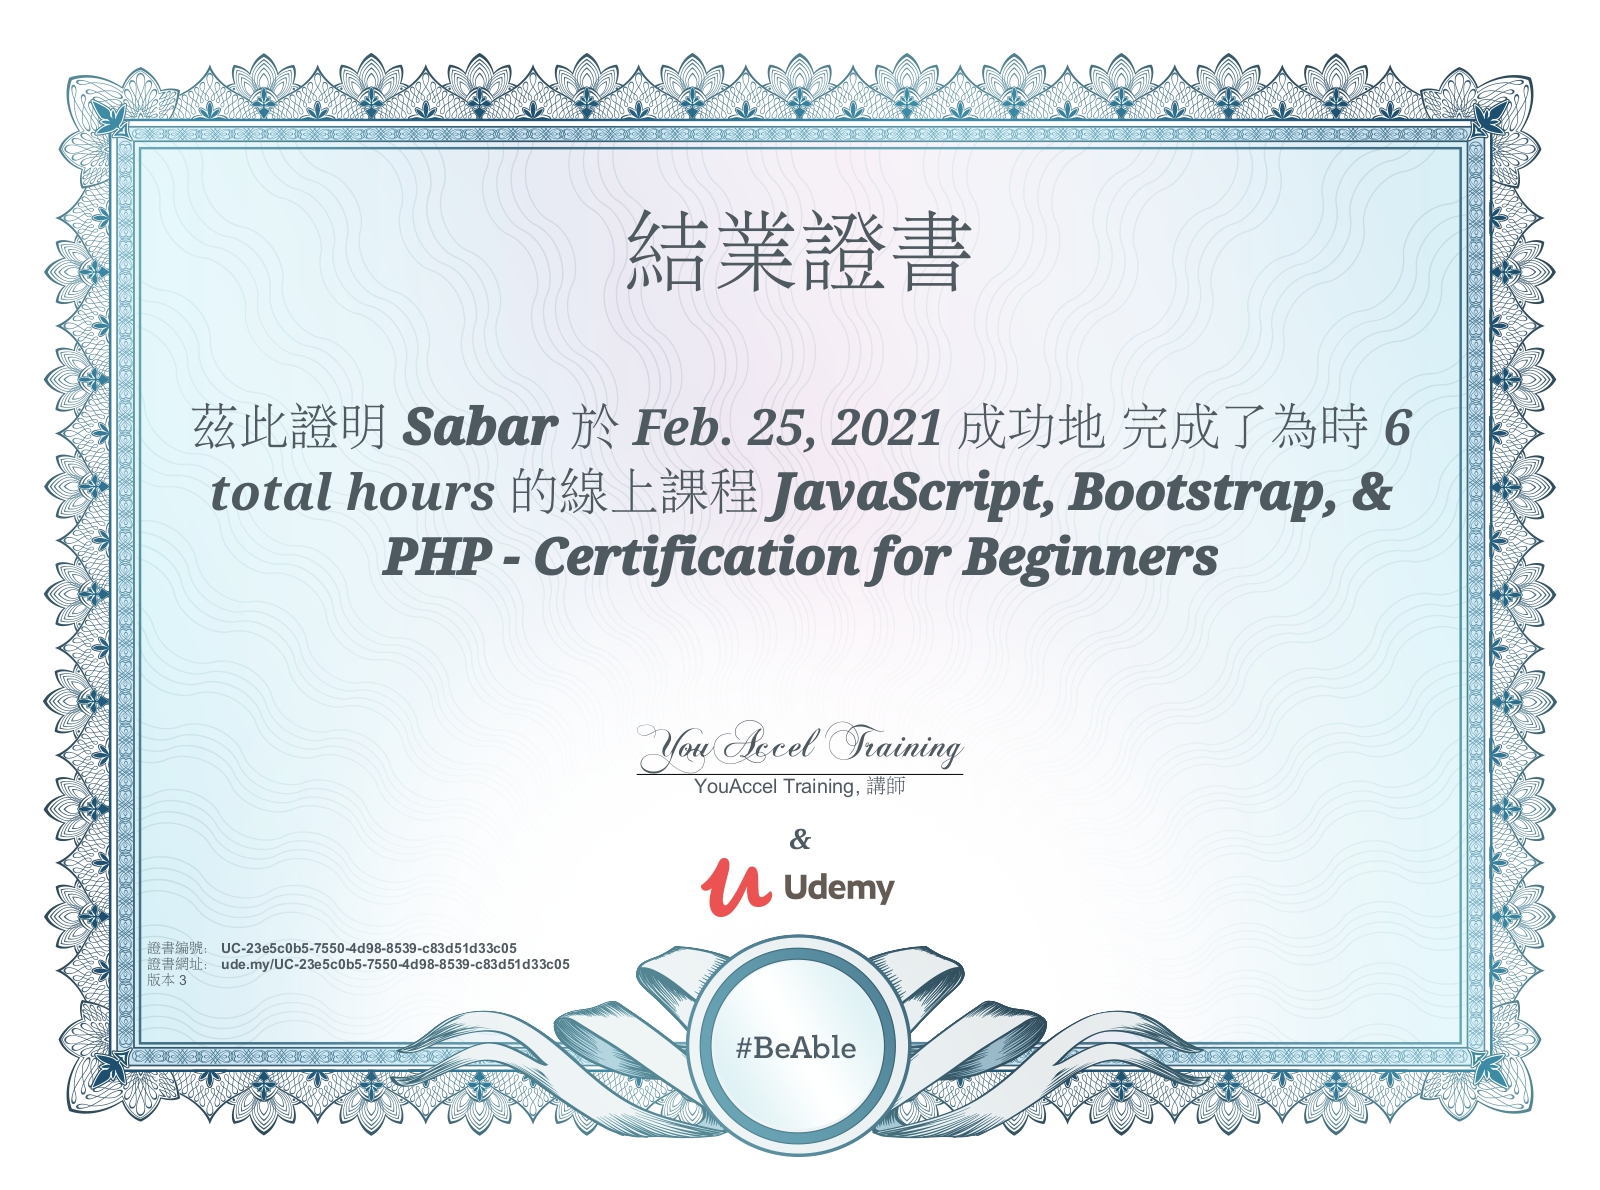 結業證書
茲此證明 Sabar 於 Feb. 25, 2021 成功地 完成了為時 6
total hours 的線上課程 JavaScript, Bootstrap, &
PHP - Certification for Beginners
YouAccel Training
YouAccel Training, 講師
&
Udemy
證書編號： UC-23e5c0b5-7550-4d98-8539-c83d51d33c05
證書網址： ude.my/UC-23e5c0b5-7550-4d98-8539-c83d51d33c05
版本 3
#BeAble